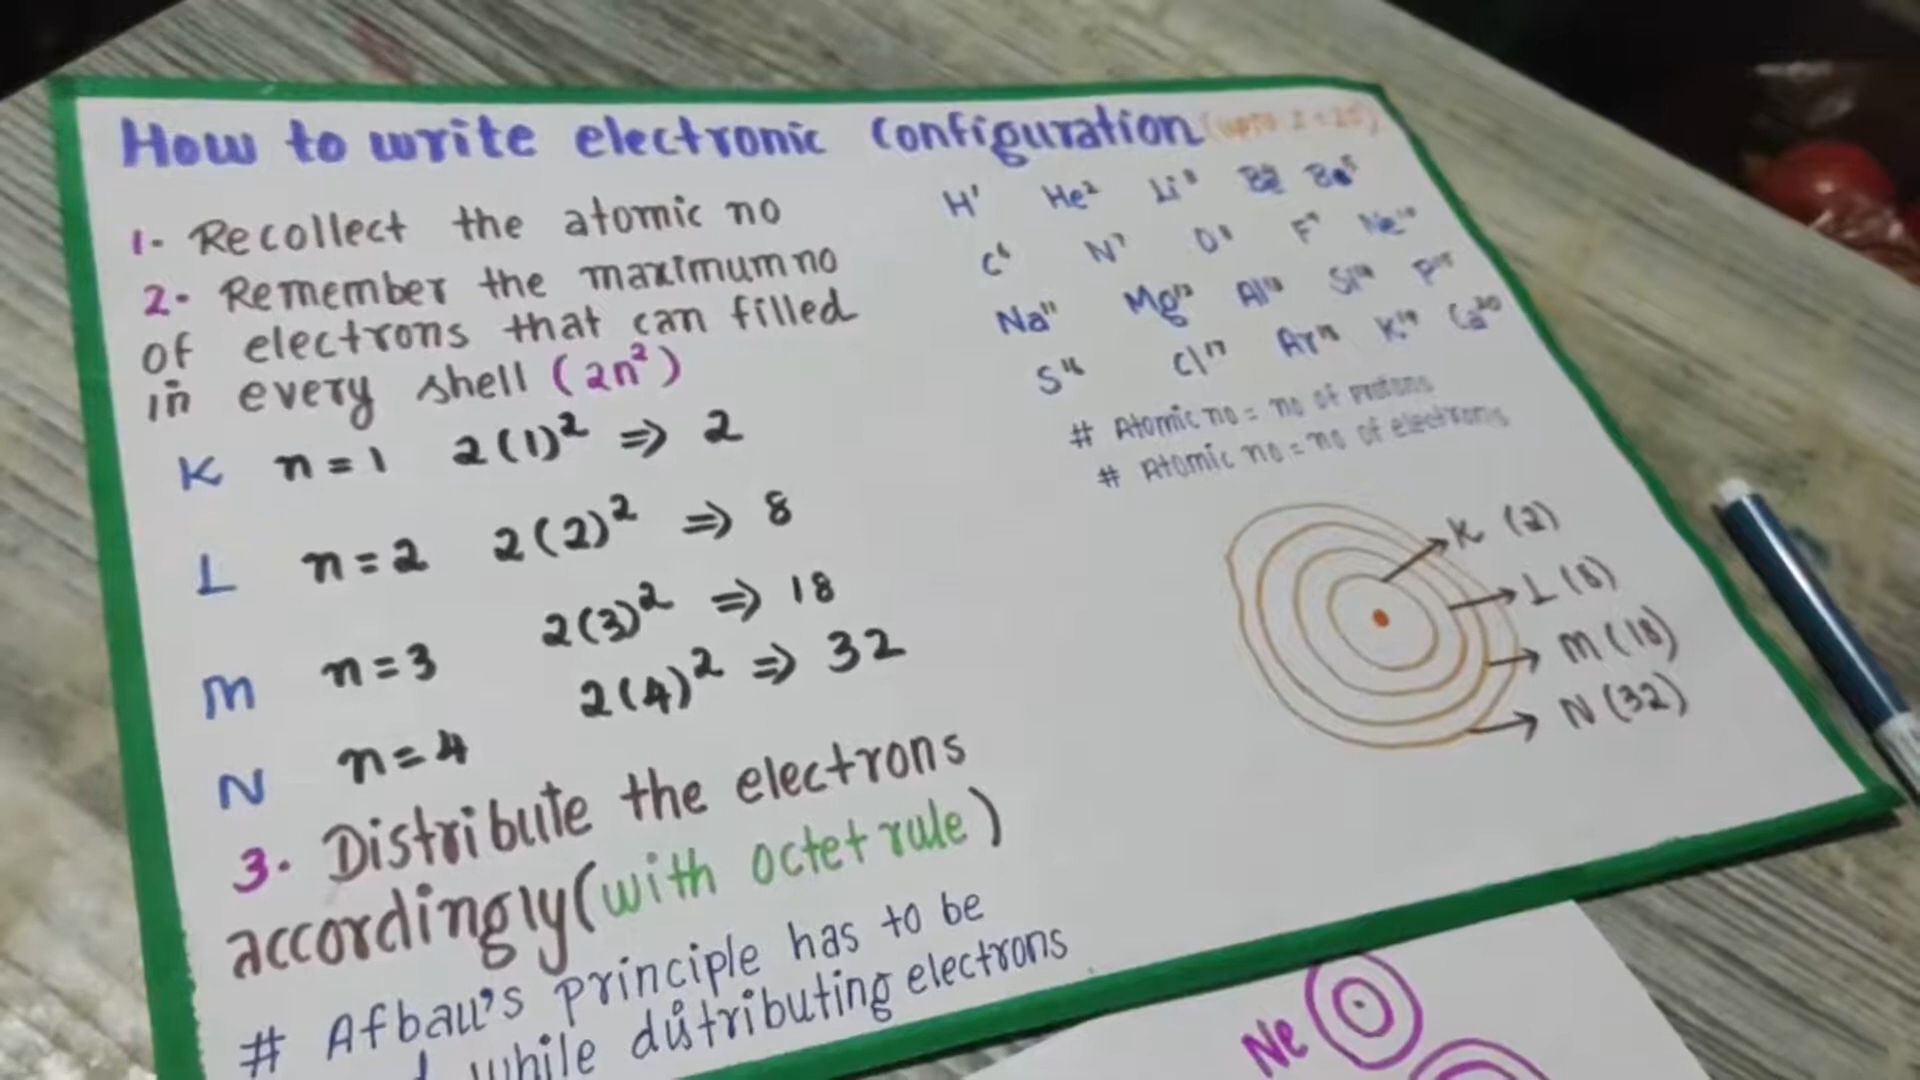 How to write electronic configuration (upto z=20)
1- Recollect the atomic no
2- Remember the maximum no
of electrons that can filled
in every shell (2n²)
K n=1 2(1)² ⇒ 2
L n=2 2(2)² ⇒ 8
M n=3 2(3)² ⇒ 18
N n=4 2(4)² ⇒ 32
3. Distribute the electrons
accordingly (with octet rule)
# Afbau's principle has to be
while distributing electrons
H¹ He² Li³
C⁶ N⁷ O⁸ F⁹ Ne¹⁰
Na¹¹ Mg¹² Al¹³ Si¹⁴ P¹⁵
S¹⁶ Cl¹⁷ Ar¹⁸ K¹⁹ Ca²⁰
# Atomic no = no of protons
# Atomic no = no of electrons
K (2)
L (8)
M (18)
N (32)
Ne